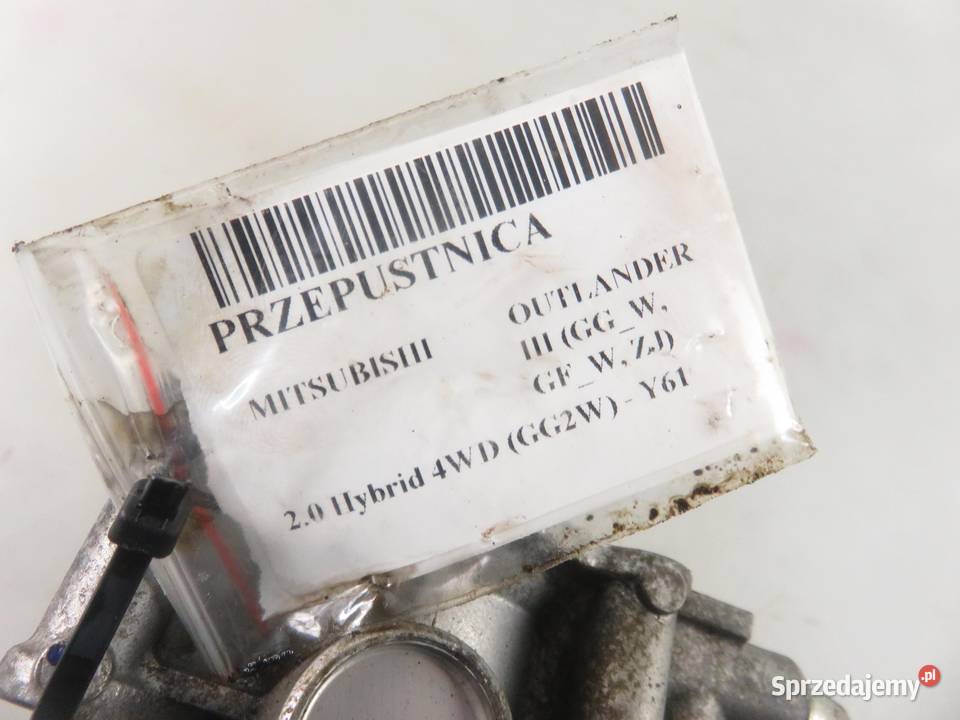 PRZEPUSTNICA
MITSUBISHI OUTLANDER
III (GG_W,
GF_W, ZJ)
2.0 Hybrid 4WD (GG2W) - Y61
Sprzedajemy.pl